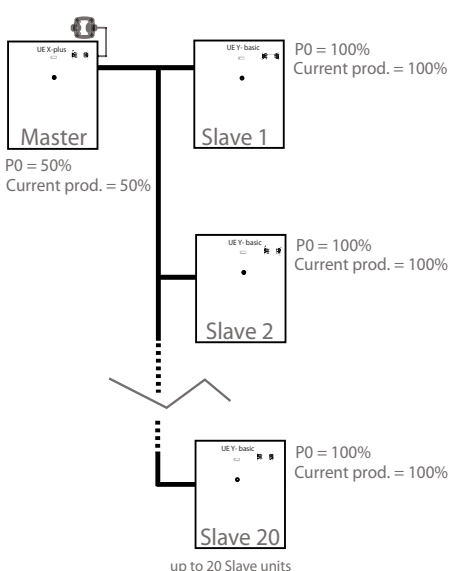 UE X-plus
Master
P0 = 50%
Current prod. = 50%
UE Y- basic
Slave 1
P0 = 100%
Current prod. = 100%
UE Y- basic
Slave 2
P0 = 100%
Current prod. = 100%
UE Y- basic
Slave 20
P0 = 100%
Current prod. = 100%
up to 20 Slave units